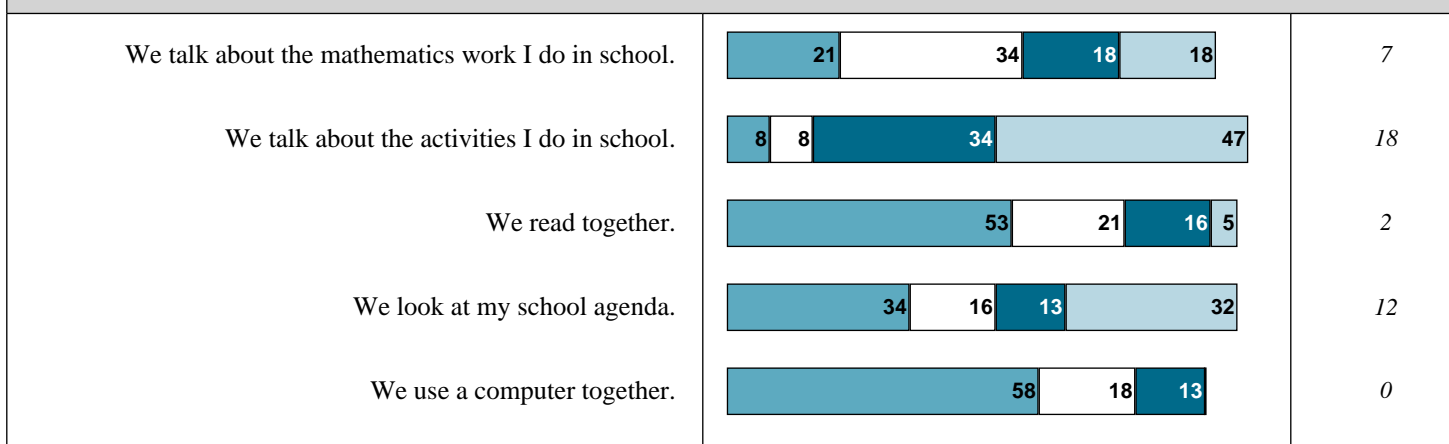 We talk about the mathematics work I do in school. 21 34 18 18 7
We talk about the activities I do in school. 8 8 34 47 18
We read together. 53 21 16 5 2
We look at my school agenda. 34 16 13 32 12
We use a computer together. 58 18 13 0